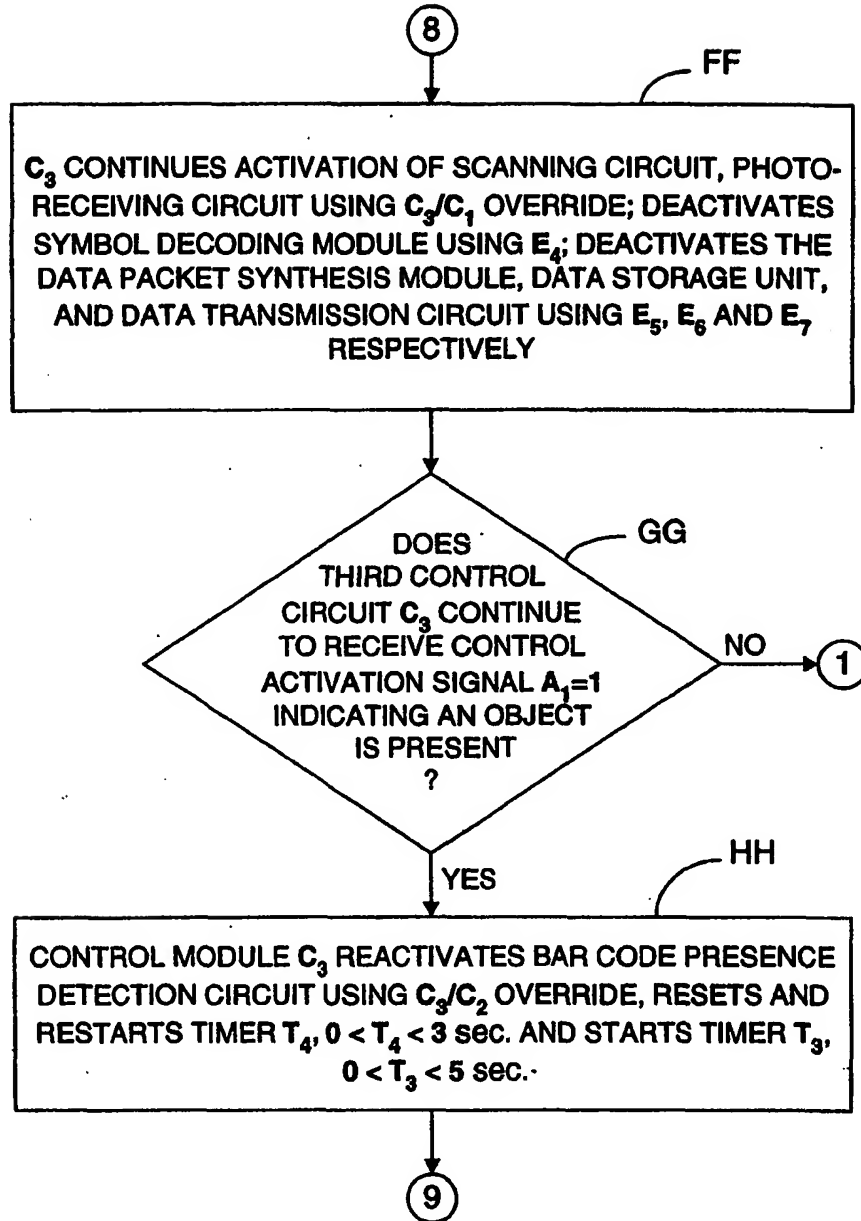 8
FF
C₃ CONTINUES ACTIVATION OF SCANNING CIRCUIT, PHOTO-
RECEIVING CIRCUIT USING C₃/C₁ OVERRIDE; DEACTIVATES
SYMBOL DECODING MODULE USING E₄; DEACTIVATES THE
DATA PACKET SYNTHESIS MODULE, DATA STORAGE UNIT,
AND DATA TRANSMISSION CIRCUIT USING E₅, E₆ AND E₇
RESPECTIVELY
GG
DOES
THIRD CONTROL
CIRCUIT C₃ CONTINUE
TO RECEIVE CONTROL
ACTIVATION SIGNAL A₁=1
INDICATING AN OBJECT
IS PRESENT
?
NO
1
YES
HH
CONTROL MODULE C₃ REACTIVATES BAR CODE PRESENCE
DETECTION CIRCUIT USING C₃/C₂ OVERRIDE, RESETS AND
RESTARTS TIMER T₄, 0 < T₄ < 3 sec. AND STARTS TIMER T₃,
0 < T₃ < 5 sec.
9